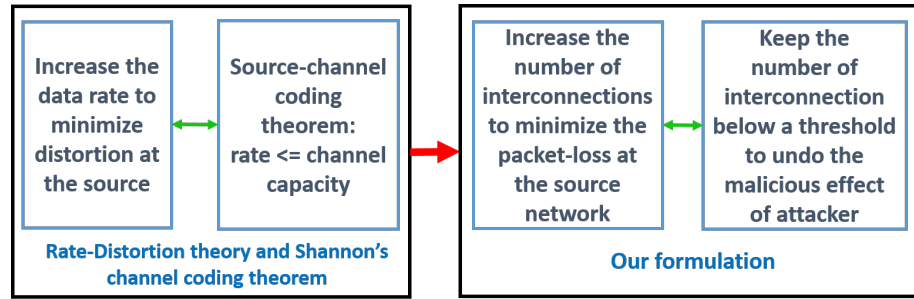 Increase the
data rate to
minimize
distortion at
the source
Source-channel
coding
theorem:
rate <= channel
capacity
Rate-Distortion theory and Shannon's
channel coding theorem
Increase the
number of
interconnections
to minimize the
packet-loss at
the source
network
Keep the
number of
interconnection
below a threshold
to undo the
malicious effect
of attacker
Our formulation